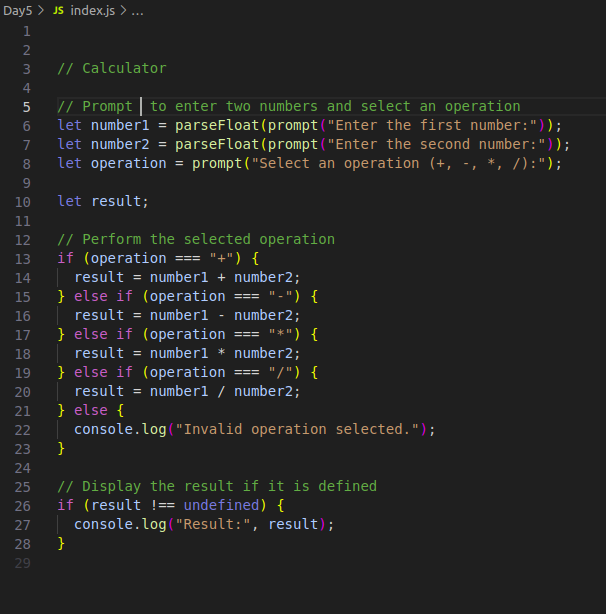 Day5 > JS index.js > ...
1
2
3 // Calculator
4
5 // Prompt  to enter two numbers and select an operation
6 let number1 = parseFloat(prompt("Enter the first number:"));
7 let number2 = parseFloat(prompt("Enter the second number:"));
8 let operation = prompt("Select an operation (+, -, *, /):");
9
10 let result;
11
12 // Perform the selected operation
13 if (operation === "+") {
14   result = number1 + number2;
15 } else if (operation === "-") {
16   result = number1 - number2;
17 } else if (operation === "*") {
18   result = number1 * number2;
19 } else if (operation === "/") {
20   result = number1 / number2;
21 } else {
22   console.log("Invalid operation selected.");
23 }
24
25 // Display the result if it is defined
26 if (result !== undefined) {
27   console.log("Result:", result);
28 }
29